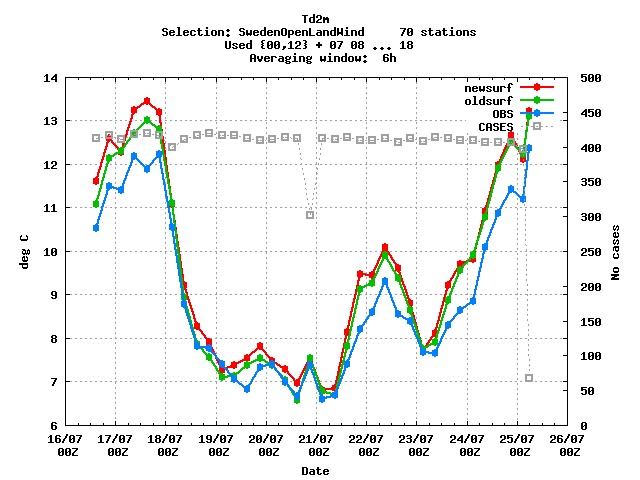 Td2m
Selection: SwedenOpenLandWind 70 stations
Used {00,12} + 07 08 ... 18
Averaging window: 6h
newsurf
oldsurf
OBS
CASES
14
13
12
11
10
9
8
7
6
deg C
500
450
400
350
300
250
200
150
100
50
0
No cases
16/07 17/07 18/07 19/07 20/07 21/07 22/07 23/07 24/07 25/07 26/07
00Z 00Z 00Z 00Z 00Z 00Z 00Z 00Z 00Z 00Z 00Z
Date